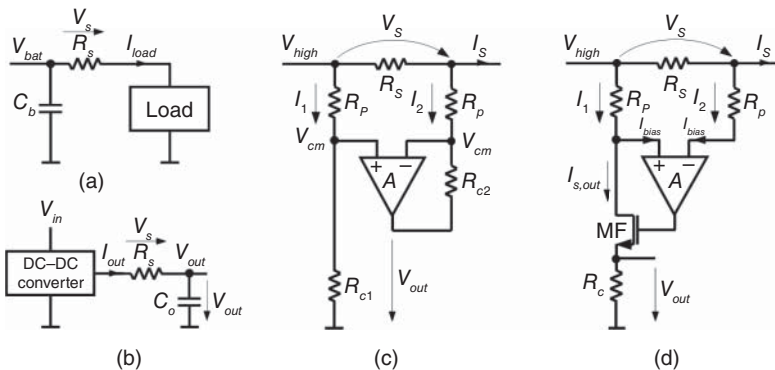 V_s
V_bat
R_s
I_load
C_b
Load
(a)
V_in
V_s
I_out
R_s
V_out
DC–DC
converter
C_o
V_out
(b)
V_S
V_high
I_S
R_S
I_1
R_P
I_2
R_p
V_cm
V_cm
+
−
A
R_c2
V_out
R_c1
(c)
V_S
V_high
I_S
R_S
I_1
R_P
I_2
R_p
I_bias
I_bias
+
−
A
I_s,out
MF
R_c
V_out
(d)